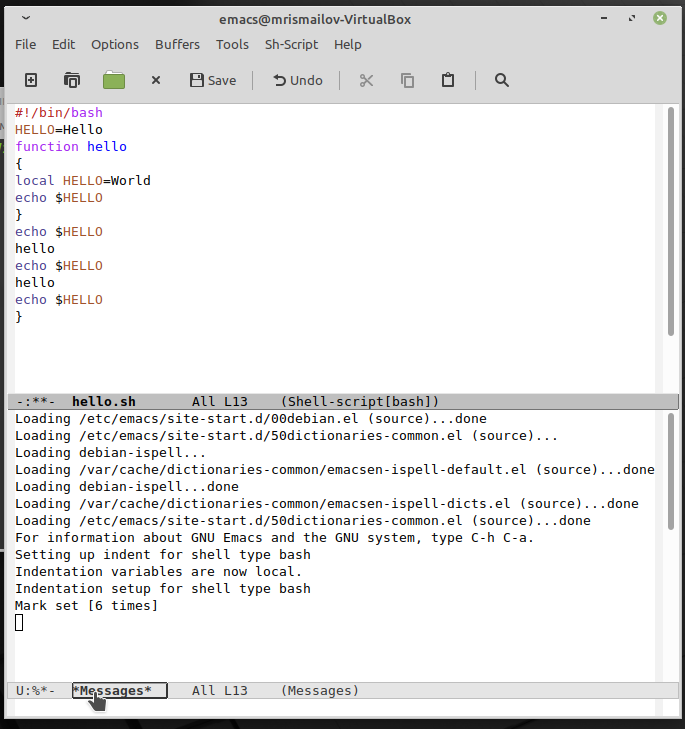 emacs@mrismailov-VirtualBox
File Edit Options Buffers Tools Sh-Script Help
Save Undo
#!/bin/bash
HELLO=Hello
function hello
{
local HELLO=World
echo $HELLO
}
echo $HELLO
hello
echo $HELLO
hello
echo $HELLO
}
-:**- hello.sh All L13 (Shell-script[bash])
Loading /etc/emacs/site-start.d/00debian.el (source)...done
Loading /etc/emacs/site-start.d/50dictionaries-common.el (source)...
Loading debian-ispell...
Loading /var/cache/dictionaries-common/emacsen-ispell-default.el (source)...done
Loading debian-ispell...done
Loading /var/cache/dictionaries-common/emacsen-ispell-dicts.el (source)...done
Loading /etc/emacs/site-start.d/50dictionaries-common.el (source)...done
For information about GNU Emacs and the GNU system, type C-h C-a.
Setting up indent for shell type bash
Indentation variables are now local.
Indentation setup for shell type bash
Mark set [6 times]
U:%*- *Messages* All L13 (Messages)